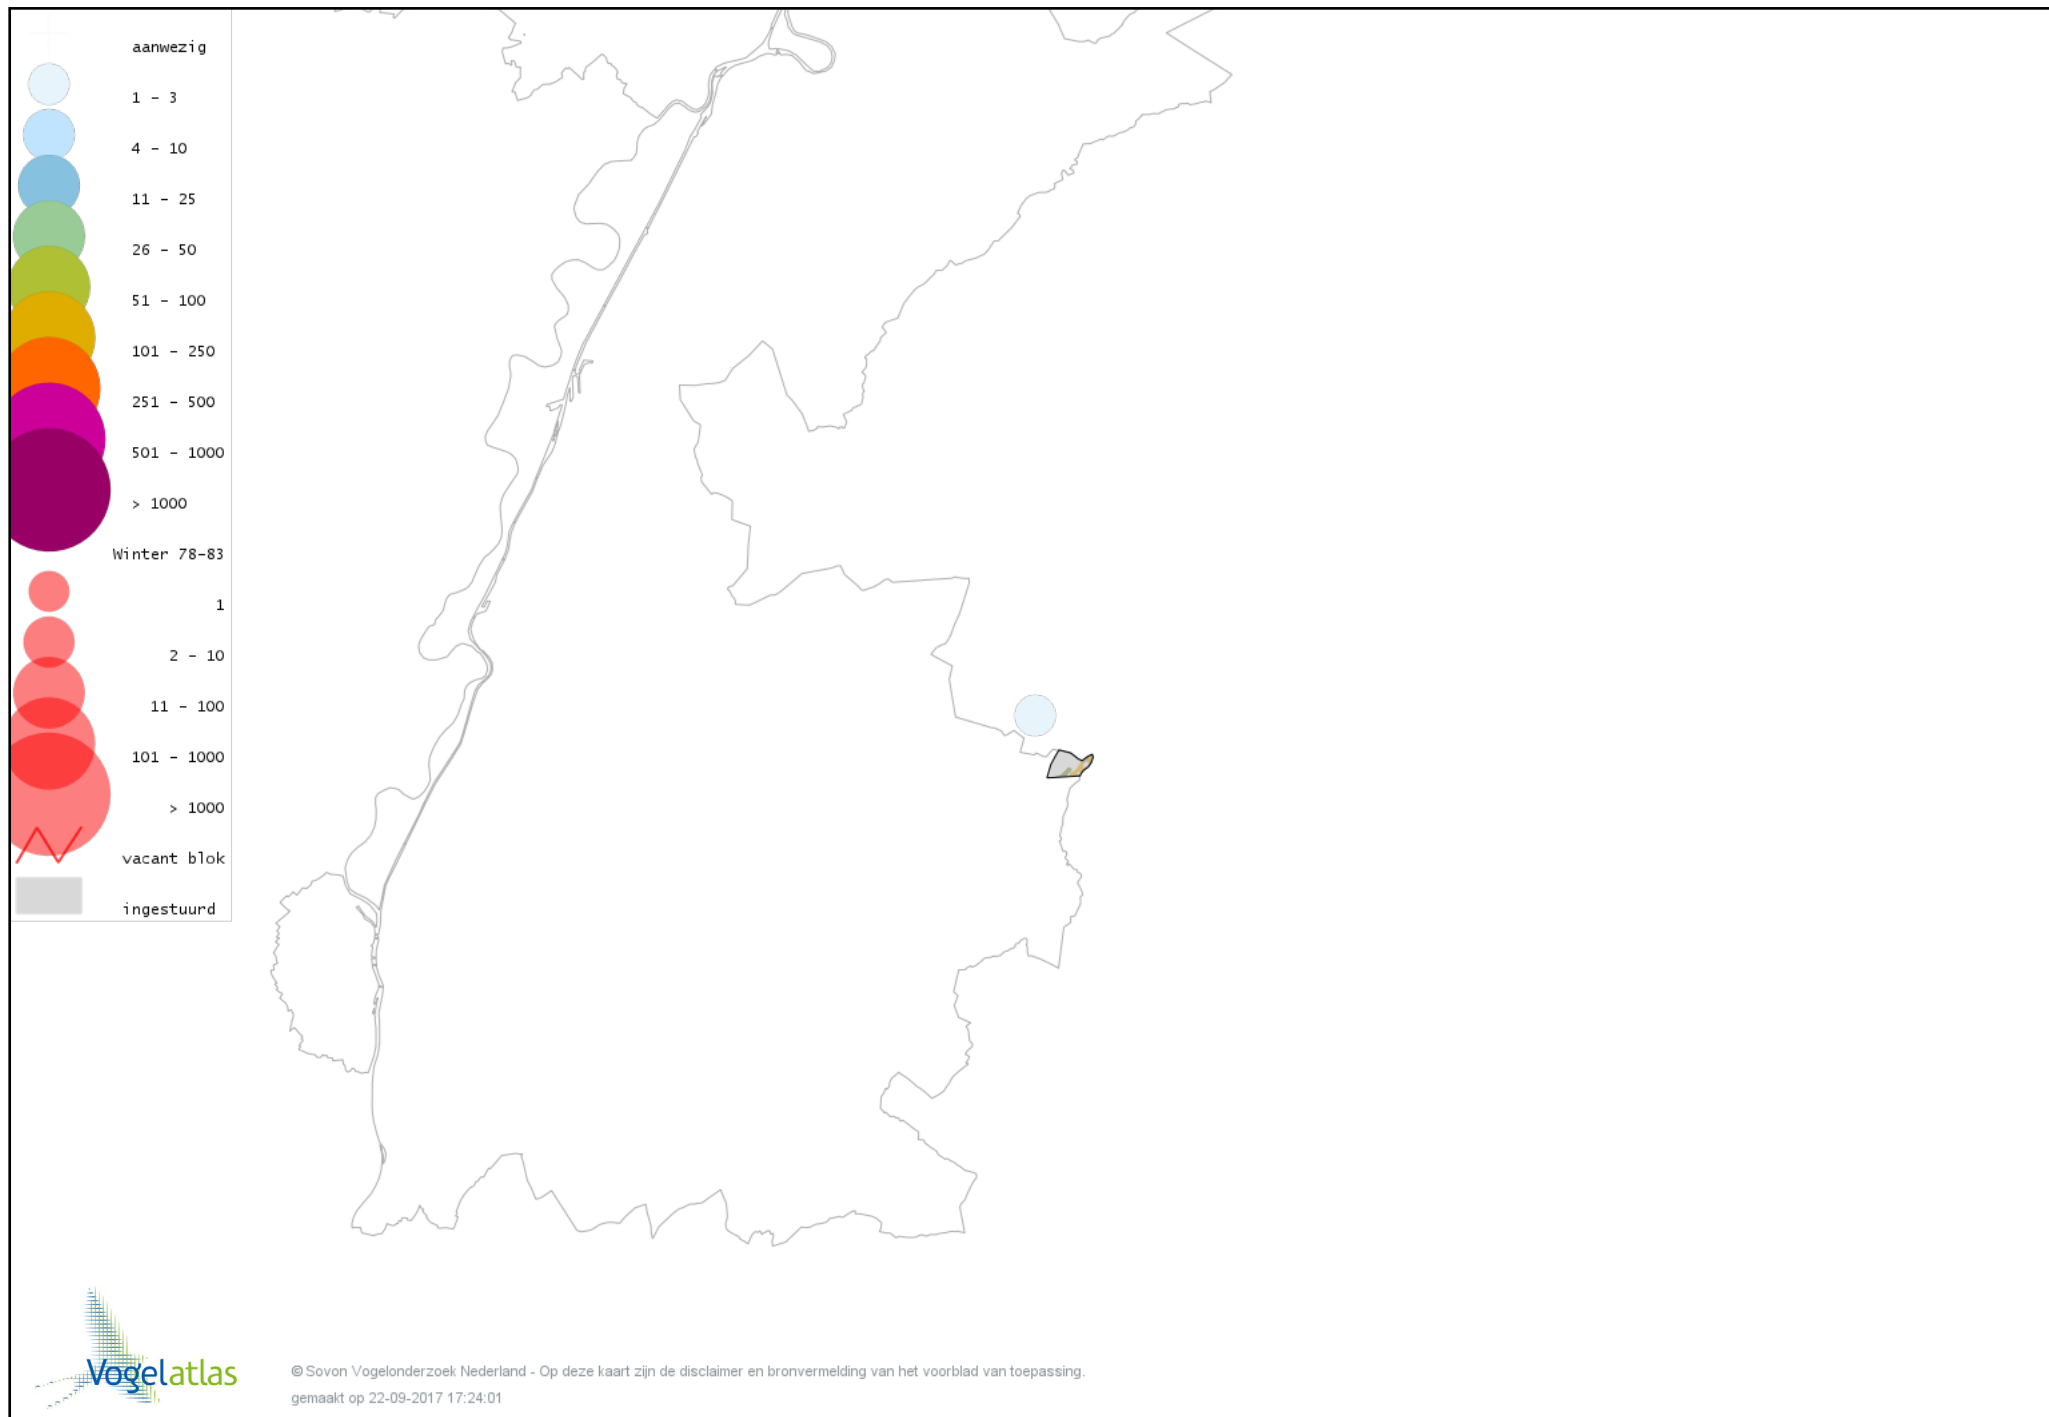 aanwezig
1 - 3
4 - 10
11 - 25
26 - 50
51 - 100
101 - 250
251 - 500
501 - 1000
> 1000
Winter 78-83
1
2 - 10
11 - 100
101 - 1000
> 1000
vacant blok
ingestuurd
Vogelatlas
© Sovon Vogelonderzoek Nederland - Op deze kaart zijn de disclaimer en bronvermelding van het voorblad van toepassing.
gemaakt op 22-09-2017 17:24:01